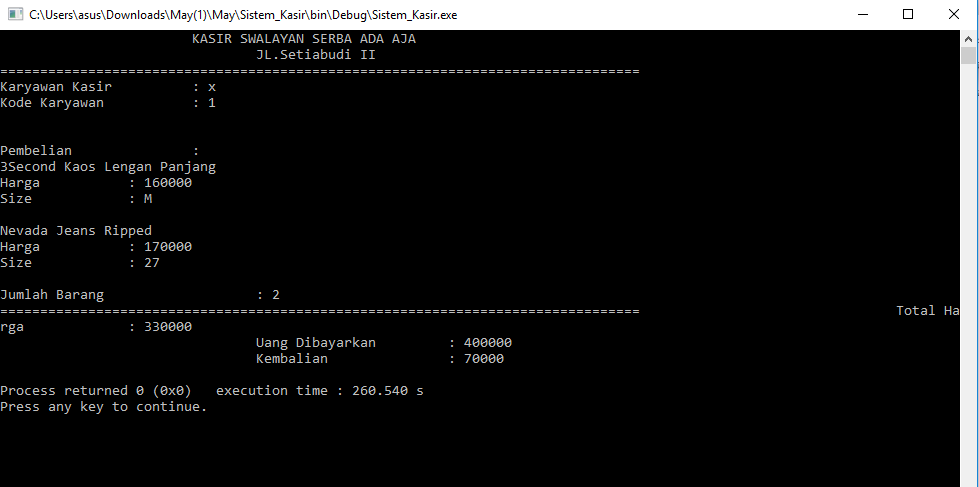 C:\Users\asus\Downloads\May(1)\May\Sistem_Kasir\bin\Debug\Sistem_Kasir.exe
KASIR SWALAYAN SERBA ADA AJA
JL.Setiabudi II
================================================================================
Karyawan Kasir : x
Kode Karyawan : 1
Pembelian :
3Second Kaos Lengan Panjang
Harga : 160000
Size : M
Nevada Jeans Ripped
Harga : 170000
Size : 27
Jumlah Barang : 2
================================================================================ Total Ha
rga : 330000
Uang Dibayarkan : 400000
Kembalian : 70000
Process returned 0 (0x0) execution time : 260.540 s
Press any key to continue.